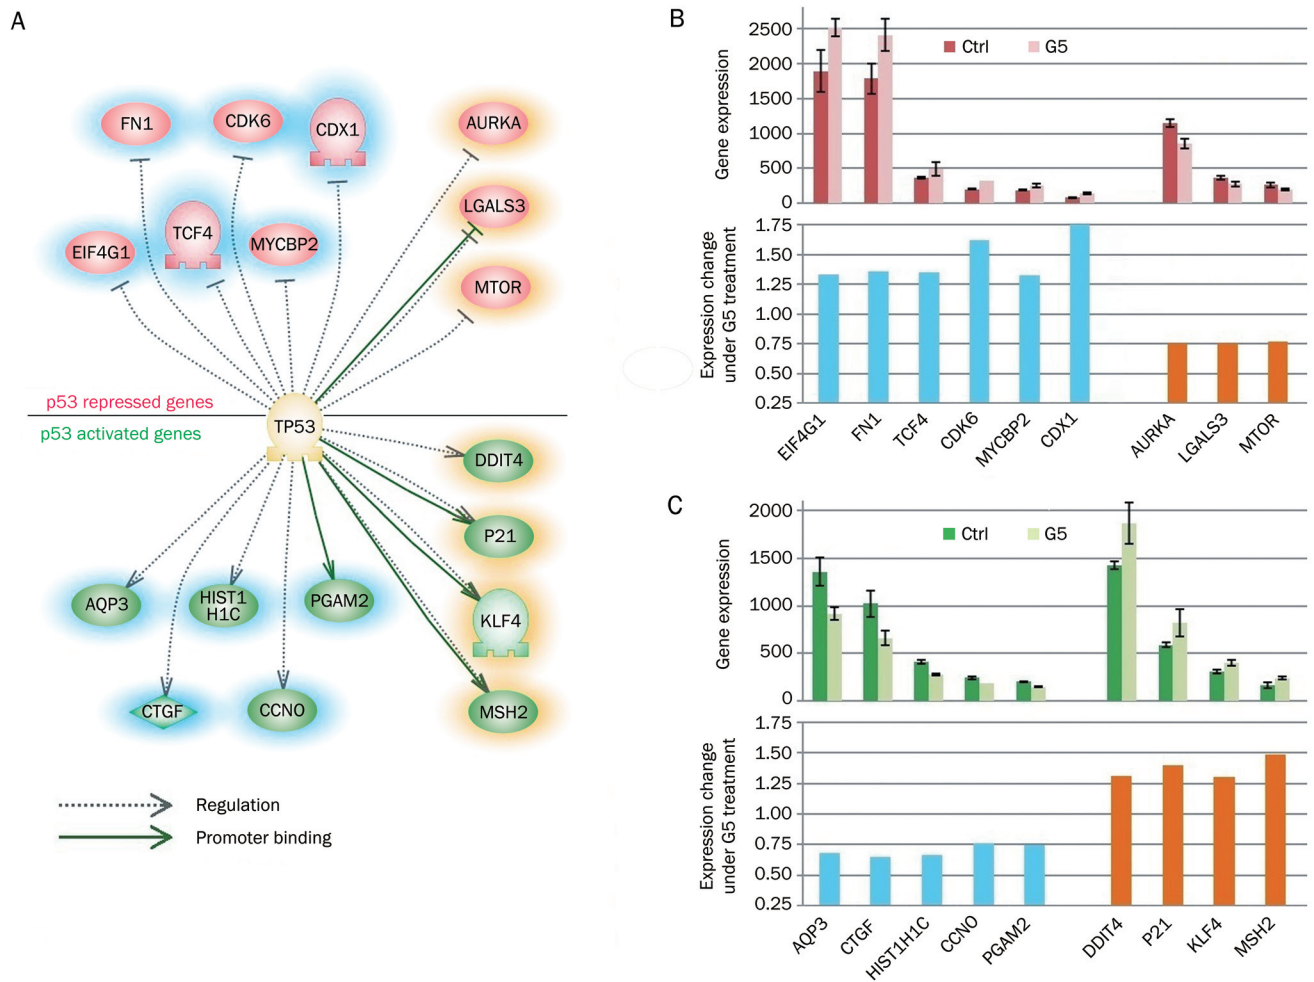 A
FN1
CDK6
CDX1
AURKA
EIF4G1
TCF4
MYCBP2
LGALS3
MTOR
p53 repressed genes
p53 activated genes
TP53
DDIT4
P21
AQP3
HIST1
H1C
PGAM2
KLF4
CTGF
CCNO
MSH2
Regulation
Promoter binding
B
Gene expression
2500
2000
1500
1000
500
0
Ctrl
G5
Expression change
under G5 treatment
1.75
1.50
1.25
1.00
0.75
0.50
0.25
EIF4G1
FN1
TCF4
CDK6
MYCBP2
CDX1
AURKA
LGALS3
MTOR
C
Gene expression
2000
1500
1000
500
0
Ctrl
G5
Expression change
under G5 treatment
1.75
1.50
1.25
1.00
0.75
0.50
0.25
AQP3
CTGF
HIST1H1C
CCNO
PGAM2
DDIT4
P21
KLF4
MSH2